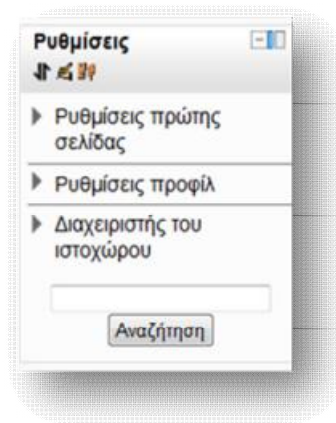 Ρυθμίσεις
Ρυθμίσεις πρώτης
σελίδας
Ρυθμίσεις προφίλ
Διαχειριστής του
ιστοχώρου
Αναζήτηση